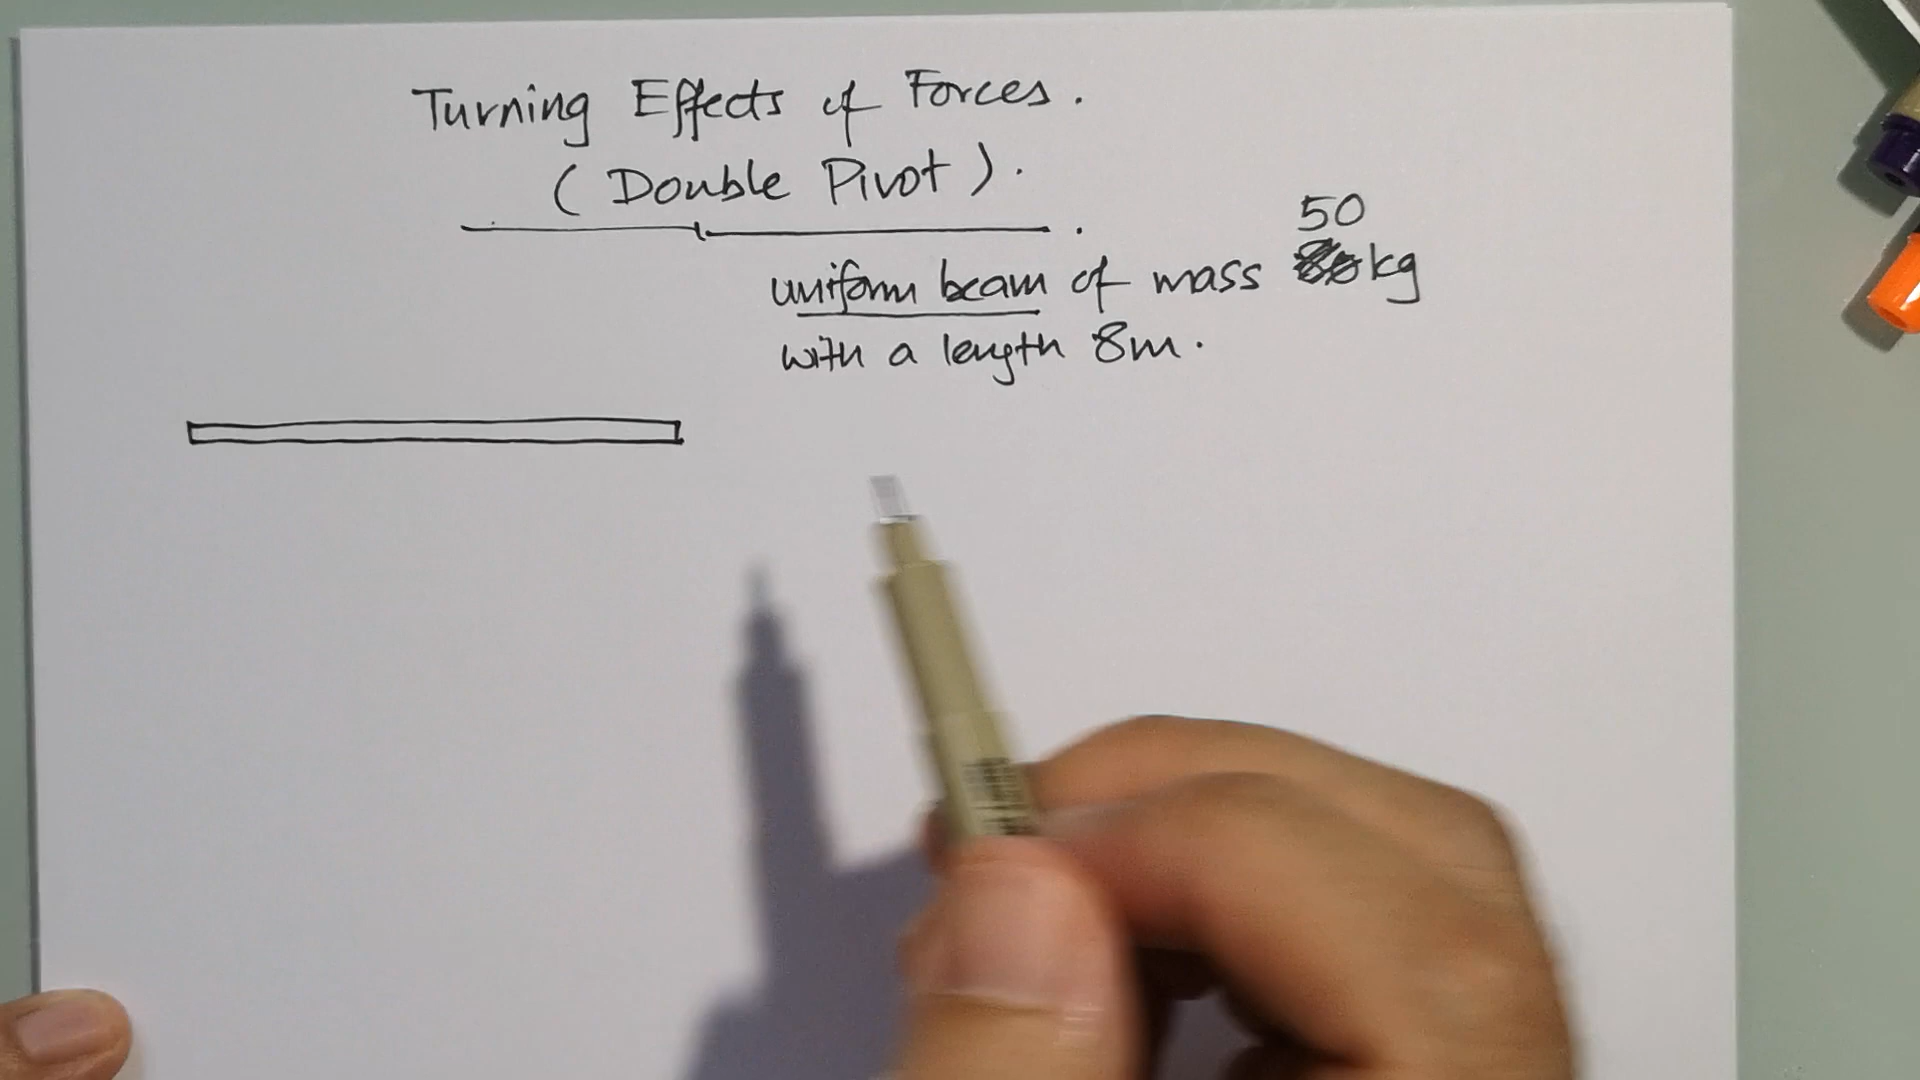 Turning Effects of Forces.
(Double Pivot).
50
uniform beam of mass kg
with a length 8m.